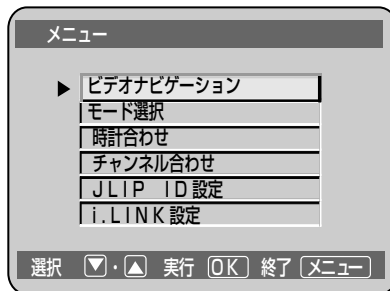 メニュー
▶ ビデオナビゲーション
モード選択
時計合わせ
チャンネル合わせ
ＪＬＩＰ　ＩＤ設定
ｉ.ＬＩＮＫ設定
選択 ▼・▲ 実行 OK 終了 メニュー